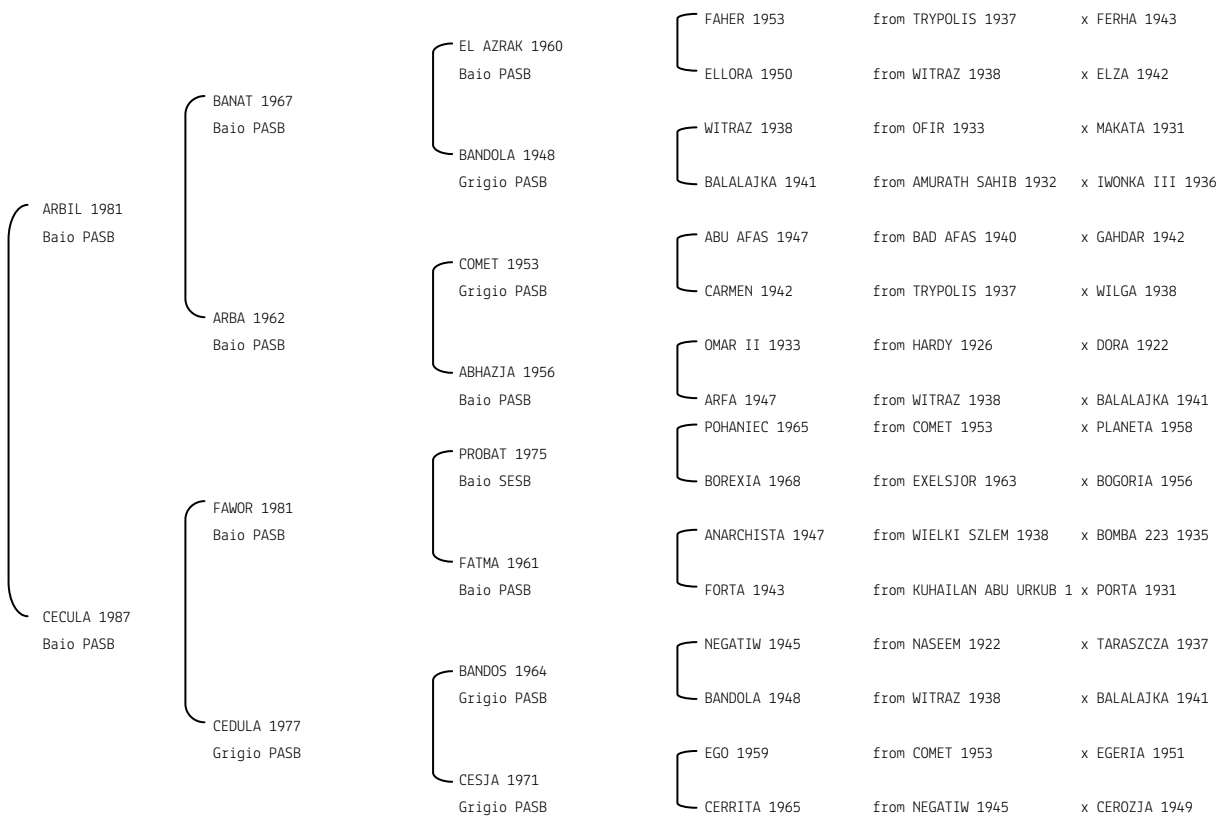 FAHER 1953 from TRYPOLIS 1937 x FERHA 1943
EL AZRAK 1960
Baio PASB ELLORA 1950 from WITRAZ 1938 x ELZA 1942
BANAT 1967
Baio PASB WITRAZ 1938 from OFIR 1933 x MAKATA 1931
BANDOLA 1948
Grigio PASB BALALAJKA 1941 from AMURATH SAHIB 1932 x IWONKA III 1936
ARBIL 1981
Baio PASB ABU AFAS 1947 from BAD AFAS 1940 x GAHDAR 1942
COMET 1953
Grigio PASB CARMEN 1942 from TRYPOLIS 1937 x WILGA 1938
ARBA 1962
Baio PASB OMAR II 1933 from HARDY 1926 x DORA 1922
ABHAZJA 1956
Baio PASB ARFA 1947 from WITRAZ 1938 x BALALAJKA 1941
POHANIEC 1965 from COMET 1953 x PLANETA 1958
PROBAT 1975
Baio SESB BOREXIA 1968 from EXELSJOR 1963 x BOGORIA 1956
FAWOR 1981
Baio PASB ANARCHISTA 1947 from WIELKI SZLEM 1938 x BOMBA 223 1935
FATMA 1961
Baio PASB FORTA 1943 from KUHAILAN ABU URKUB 1 x PORTA 1931
CECULA 1987
Baio PASB NEGATIW 1945 from NASEEM 1922 x TARASZCZA 1937
BANDOS 1964
Grigio PASB BANDOLA 1948 from WITRAZ 1938 x BALALAJKA 1941
CEDULA 1977
Grigio PASB EGO 1959 from COMET 1953 x EGERIA 1951
CESJA 1971
Grigio PASB CERRITA 1965 from NEGATIW 1945 x CEROZJA 1949